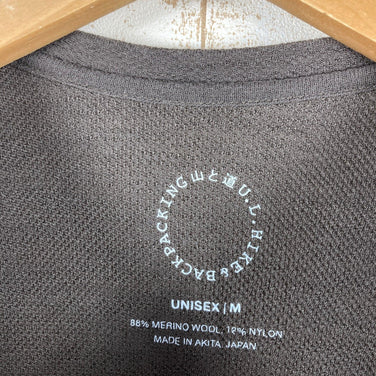 山と道 U.L. HIKE & BACKPACKING
UNISEX | M
88% MERINO WOOL, 12% NYLON
MADE IN AKITA, JAPAN